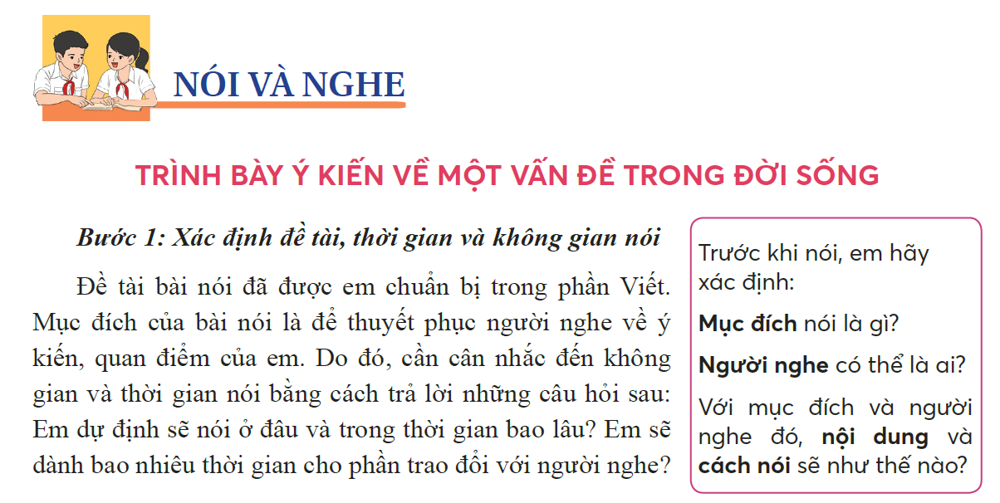 NÓI VÀ NGHE
TRÌNH BÀY Ý KIẾN VỀ MỘT VẤN ĐỀ TRONG ĐỜI SỐNG
Bước 1: Xác định đề tài, thời gian và không gian nói
Đề tài bài nói đã được em chuẩn bị trong phần Viết.
Mục đích của bài nói là để thuyết phục người nghe về ý
kiến, quan điểm của em. Do đó, cần cân nhắc đến không
gian và thời gian nói bằng cách trả lời những câu hỏi sau:
Em dự định sẽ nói ở đâu và trong thời gian bao lâu? Em sẽ
dành bao nhiêu thời gian cho phần trao đổi với người nghe?
Trước khi nói, em hãy
xác định:
Mục đích nói là gì?
Người nghe có thể là ai?
Với mục đích và người
nghe đó, nội dung và
cách nói sẽ như thế nào?